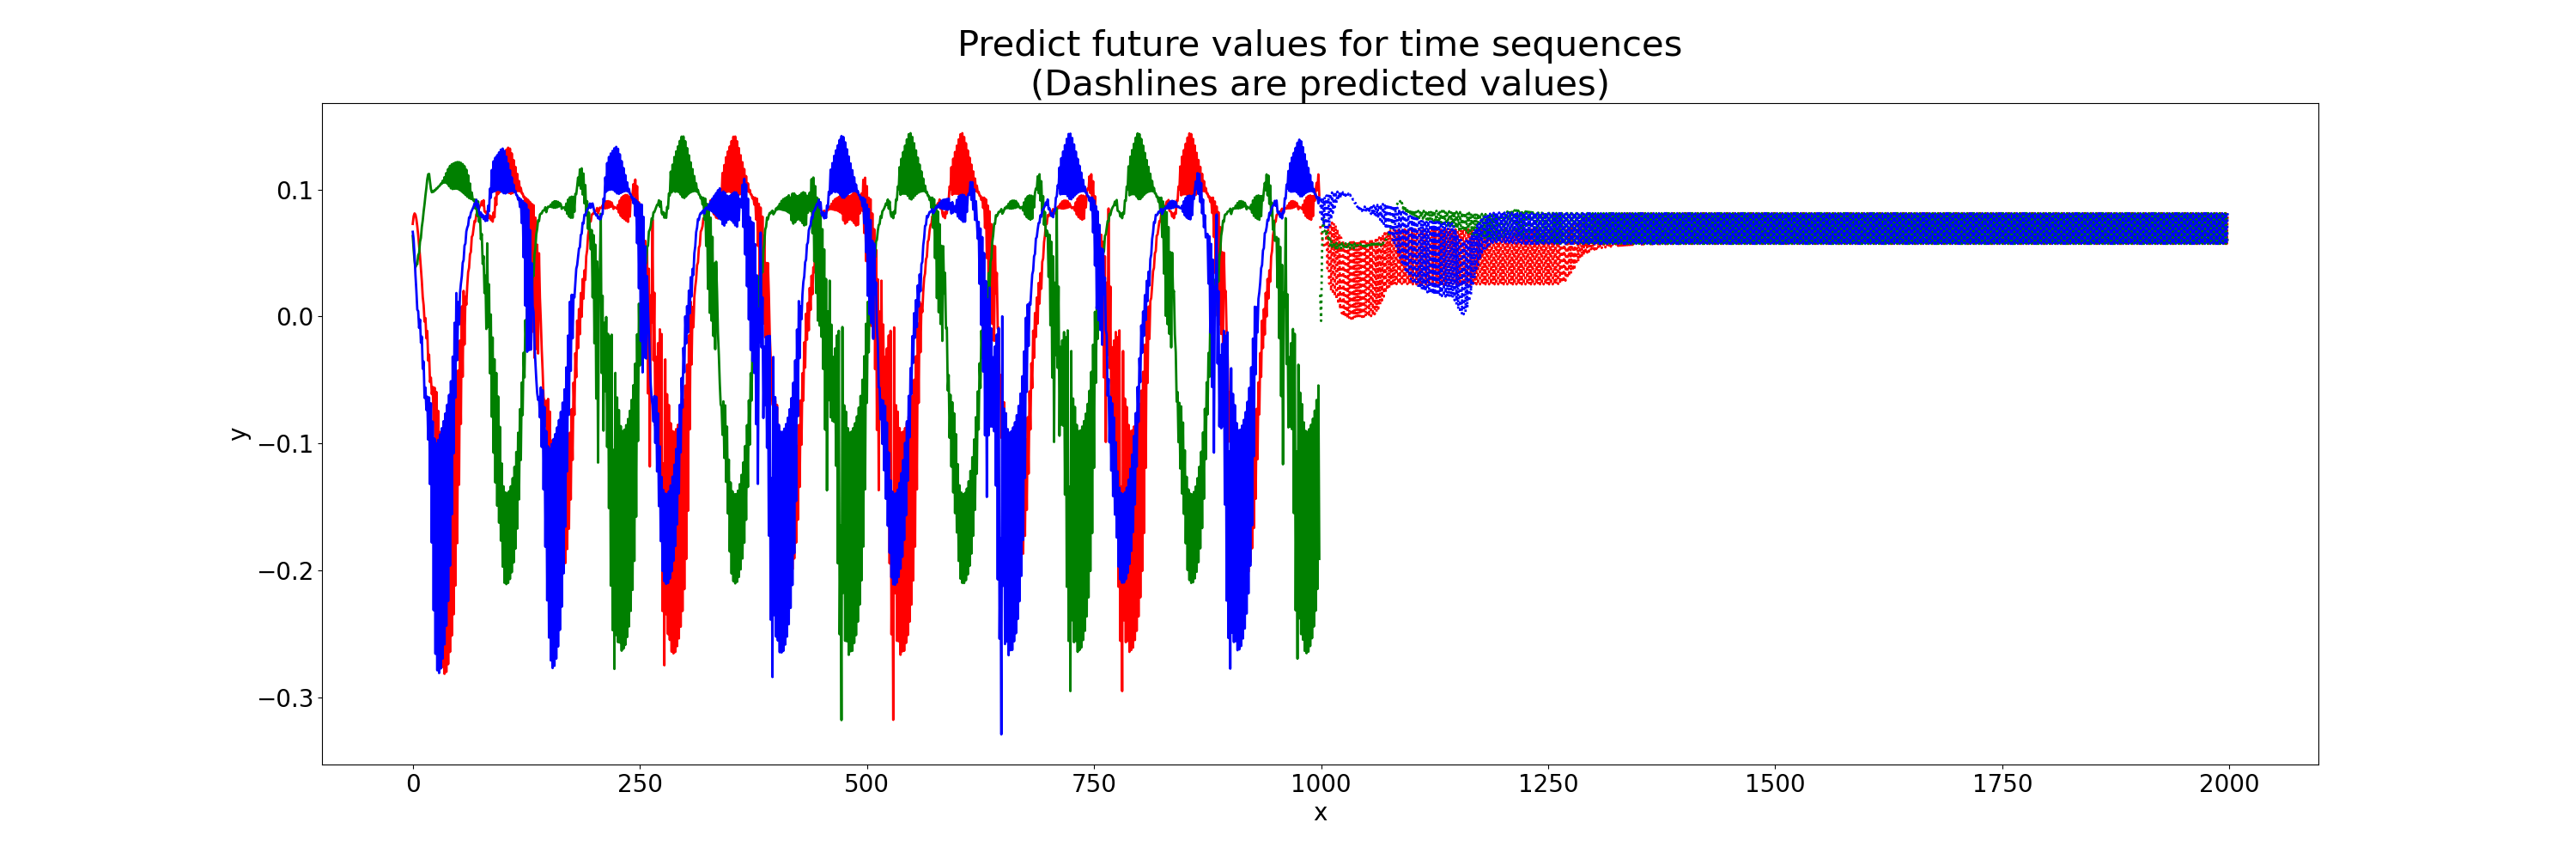 Predict future values for time sequences
(Dashlines are predicted values)
0.1
0.0
−0.1
−0.2
−0.3
y
0 250 500 750 1000 1250 1500 1750 2000
x